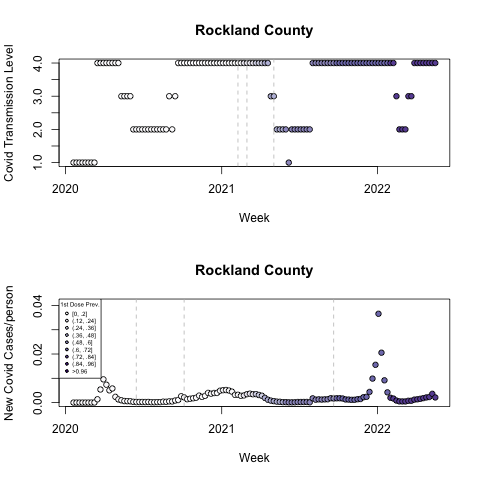 Rockland County
Covid Transmission Level
4.0
3.0
2.0
1.0
2020 2021 2022
Week
Rockland County
New Covid Cases/person
0.04
0.02
0.00
1st Dose Prev.
[0, .2]
(.12, .24]
(.24, .36]
(.36, .48]
(.48, .6]
(.6, .72]
(.72, .84]
(.84, .96]
>0.96
2020 2021 2022
Week